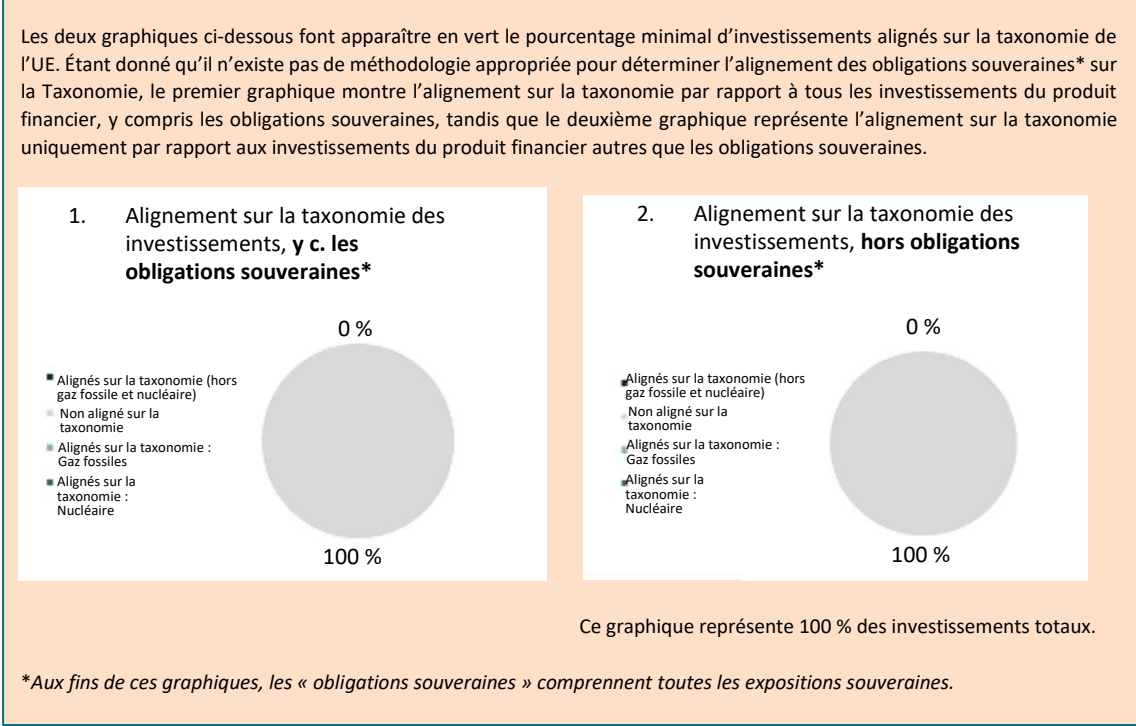 Les deux graphiques ci-dessous font apparaître en vert le pourcentage minimal d’investissements alignés sur la taxonomie de
l’UE. Étant donné qu’il n’existe pas de méthodologie appropriée pour déterminer l’alignement des obligations souveraines* sur
la Taxonomie, le premier graphique montre l’alignement sur la taxonomie par rapport à tous les investissements du produit
financier, y compris les obligations souveraines, tandis que le deuxième graphique représente l’alignement sur la taxonomie
uniquement par rapport aux investissements du produit financier autres que les obligations souveraines.
1. Alignement sur la taxonomie des
investissements, y c. les
obligations souveraines*
0 %
Alignés sur la taxonomie (hors
gaz fossile et nucléaire)
Non aligné sur la
taxonomie
Alignés sur la taxonomie :
Gaz fossiles
Alignés sur la
taxonomie :
Nucléaire
100 %
2. Alignement sur la taxonomie des
investissements, hors obligations
souveraines*
0 %
Alignés sur la taxonomie (hors
gaz fossile et nucléaire)
Non aligné sur la
taxonomie
Alignés sur la taxonomie :
Gaz fossiles
Alignés sur la
taxonomie :
Nucléaire
100 %
Ce graphique représente 100 % des investissements totaux.
*Aux fins de ces graphiques, les « obligations souveraines » comprennent toutes les expositions souveraines.